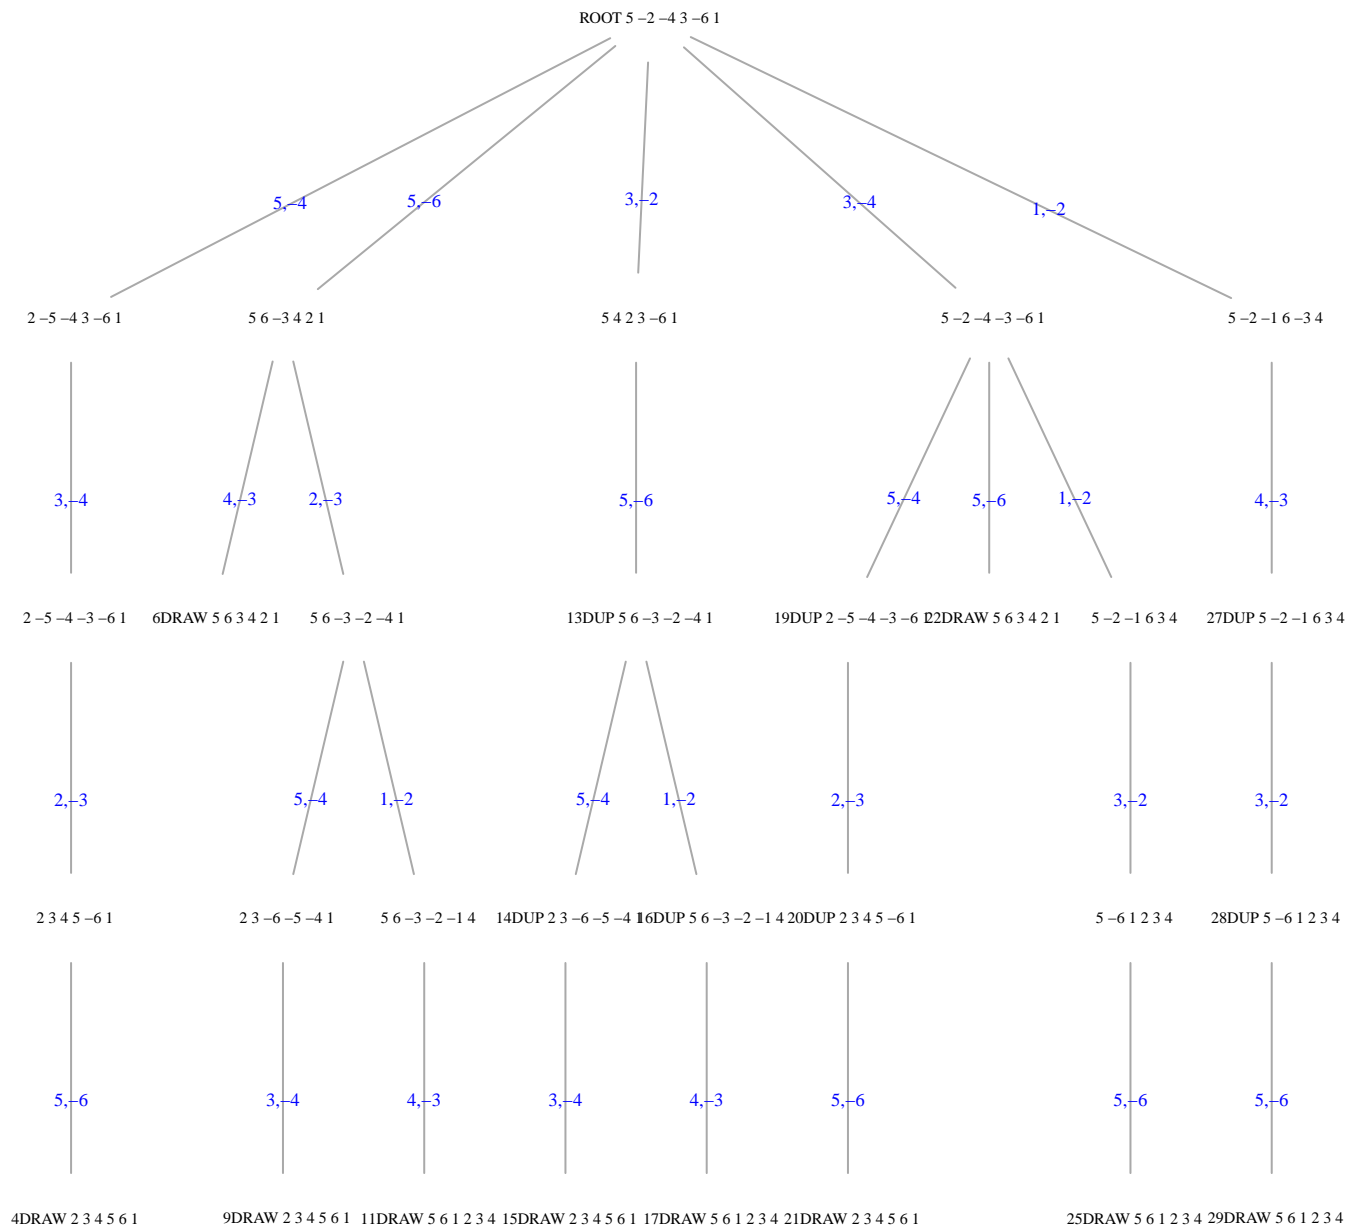 ROOT 5 −2 −4 3 −6 1
5,−4 5,−6 3,−2 3,−4 1,−2
2 −5 −4 3 −6 1 5 6 −3 4 2 1 5 4 2 3 −6 1 5 −2 −4 −3 −6 1 5 −2 −1 6 −3 4
3,−4 4,−3 2,−3 5,−6 5,−4 5,−6 1,−2 4,−3
2 −5 −4 −3 −6 1 6DRAW 5 6 3 4 2 1 5 6 −3 −2 −4 1 13DUP 5 6 −3 −2 −4 1 19DUP 2 −5 −4 −3 −6 1 22DRAW 5 6 3 4 2 1 5 −2 −1 6 3 4 27DUP 5 −2 −1 6 3 4
2,−3 5,−4 1,−2 5,−4 1,−2 2,−3 3,−2 3,−2
2 3 4 5 −6 1 2 3 −6 −5 −4 1 5 6 −3 −2 −1 4 14DUP 2 3 −6 −5 −4 1 16DUP 5 6 −3 −2 −1 4 20DUP 2 3 4 5 −6 1 5 −6 1 2 3 4 28DUP 5 −6 1 2 3 4
5,−6 3,−4 4,−3 3,−4 4,−3 5,−6 5,−6 5,−6
4DRAW 2 3 4 5 6 1 9DRAW 2 3 4 5 6 1 11DRAW 5 6 1 2 3 4 15DRAW 2 3 4 5 6 1 17DRAW 5 6 1 2 3 4 21DRAW 2 3 4 5 6 1 25DRAW 5 6 1 2 3 4 29DRAW 5 6 1 2 3 4